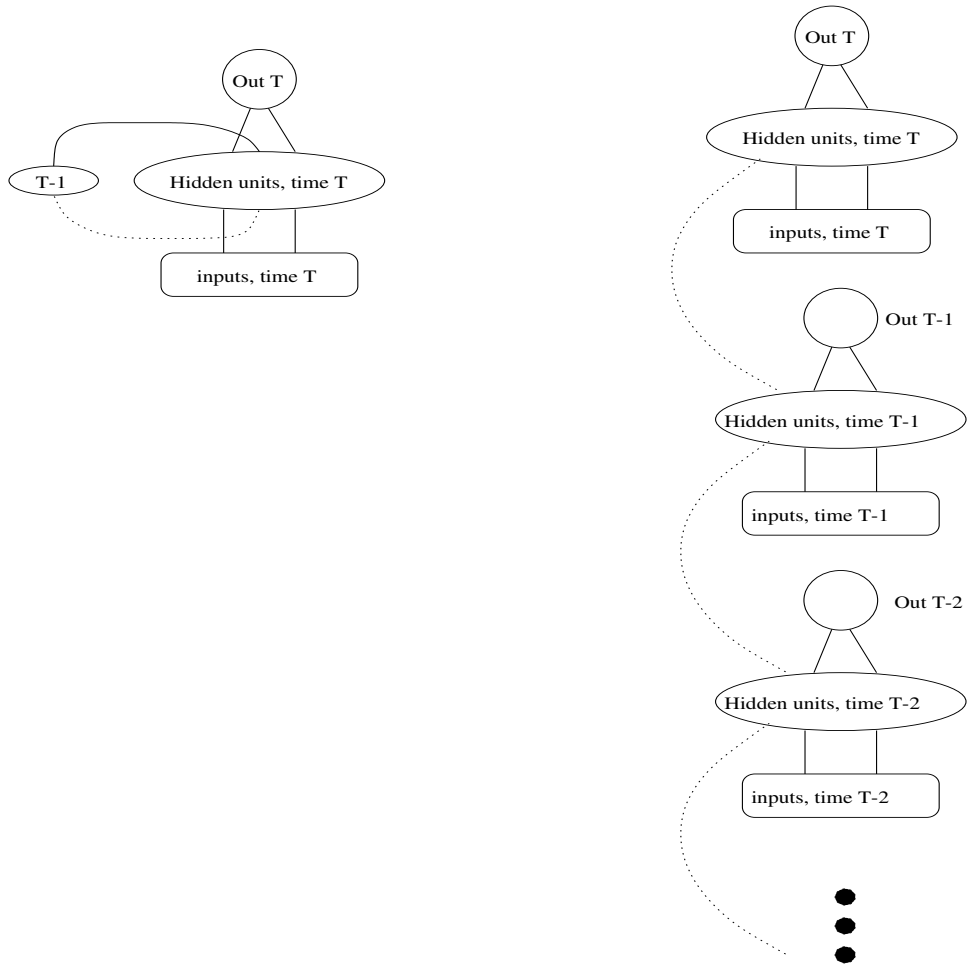 Out T
T-1
Hidden units, time T
inputs, time T
Out T
Hidden units, time T
inputs, time T
Out T-1
Hidden units, time T-1
inputs, time T-1
Out T-2
Hidden units, time T-2
inputs, time T-2